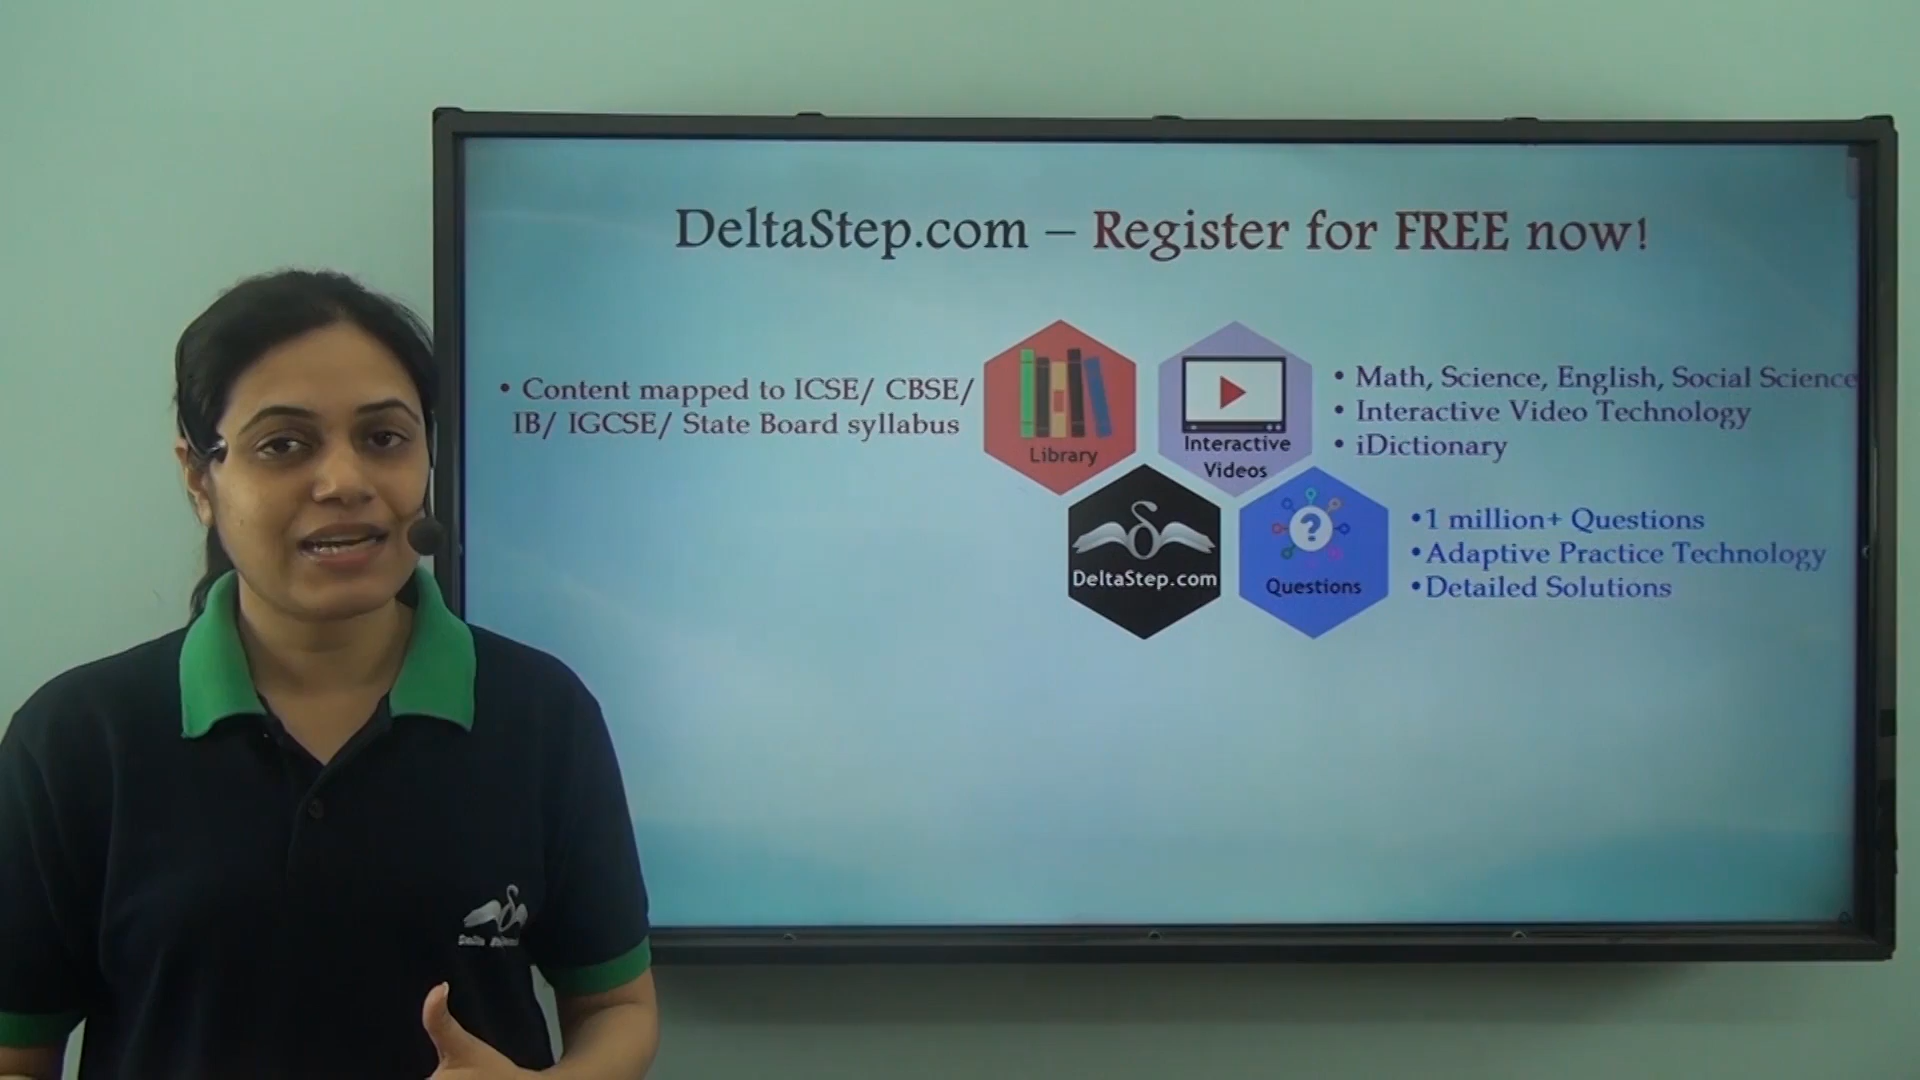 DeltaStep.com – Register for FREE now!
• Content mapped to ICSE/ CBSE/
IB/ IGCSE/ State Board syllabus
Library
Interactive
Videos
• Math, Science, English, Social Science
• Interactive Video Technology
• iDictionary
DeltaStep.com
Questions
•1 million+ Questions
•Adaptive Practice Technology
•Detailed Solutions